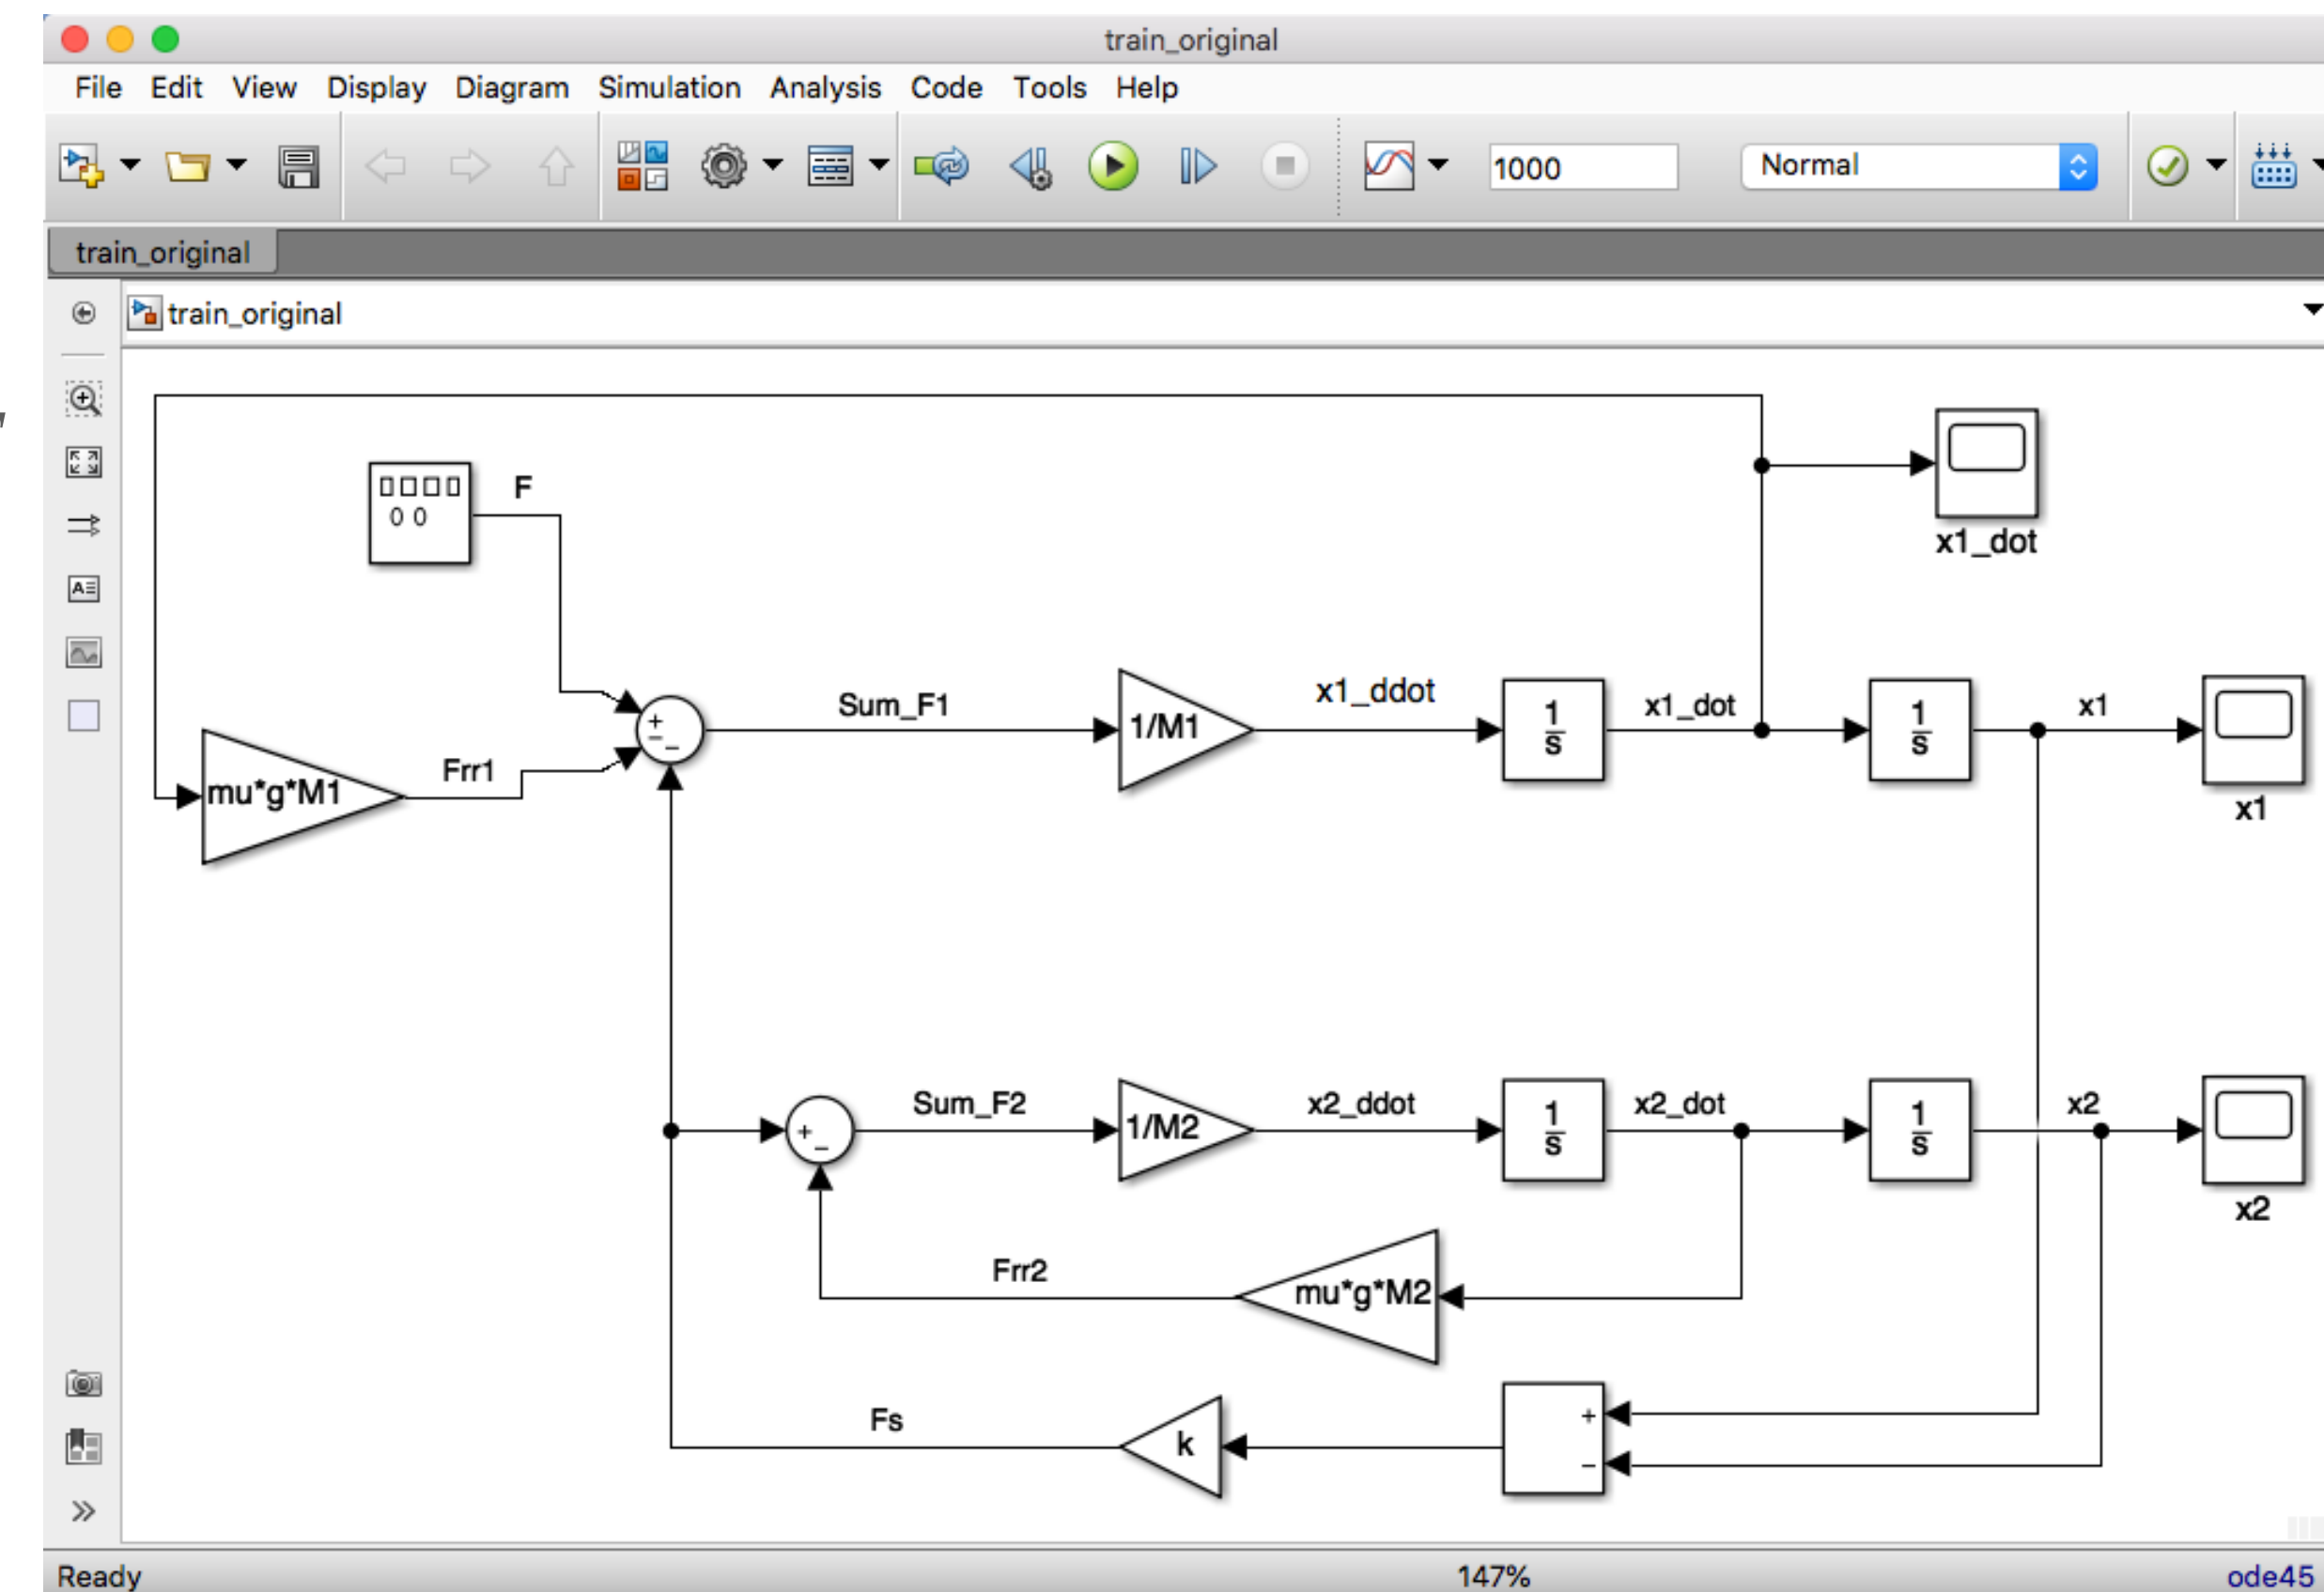 train_original
File Edit View Display Diagram Simulation Analysis Code Tools Help
1000 Normal
train_original
train_original
F
0 0
x1_dot
Sum_F1
x1_ddot
x1_dot
x1
+
−
−
1/M1
1
s
1
s
Frr1
mu*g*M1
x1
Sum_F2
x2_ddot
x2_dot
x2
+
−
1/M2
1
s
1
s
x2
Frr2
mu*g*M2
Fs
+
k
−
Ready 147% ode45